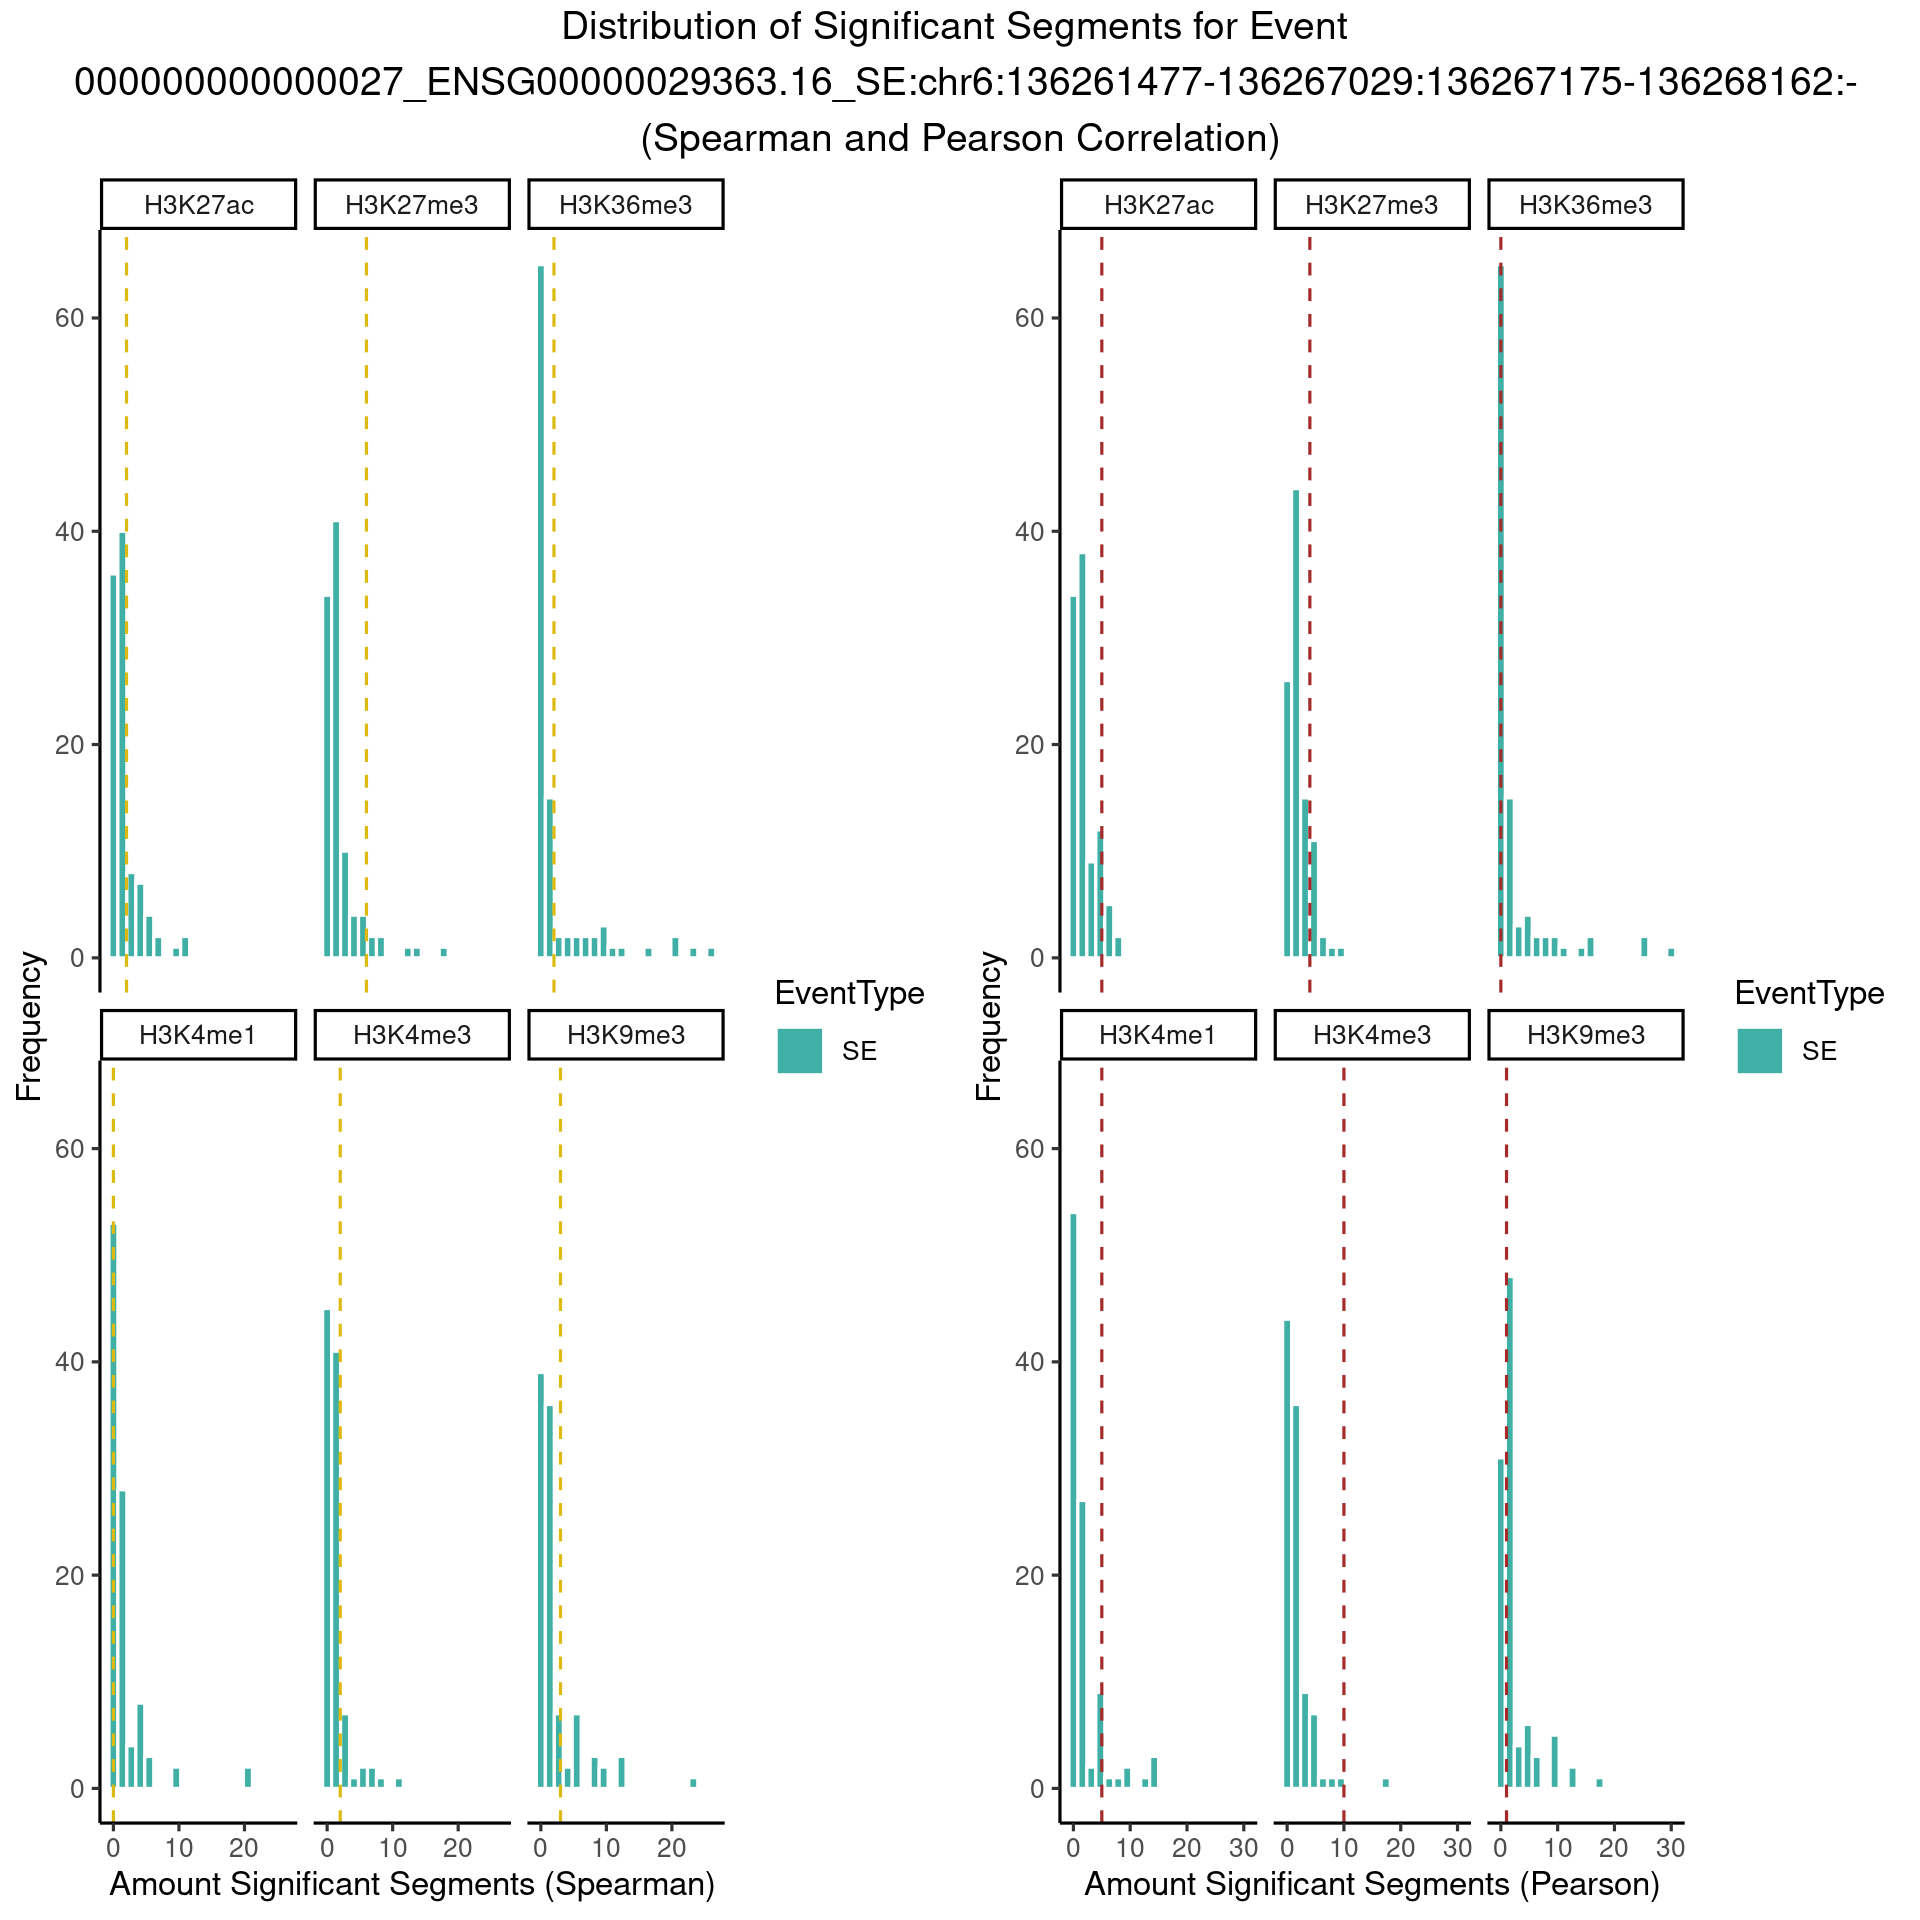 Distribution of Significant Segments for Event
000000000000027_ENSG00000029363.16_SE:chr6:136261477-136267029:136267175-136268162:-
(Spearman and Pearson Correlation)
H3K27ac H3K27me3 H3K36me3
60
40
20
0
H3K4me1 H3K4me3 H3K9me3
60
40
20
0
0 10 20 0 10 20 0 10 20
Frequency
Amount Significant Segments (Spearman)
EventType
SE
H3K27ac H3K27me3 H3K36me3
60
40
20
0
H3K4me1 H3K4me3 H3K9me3
60
40
20
0
0 10 20 30 0 10 20 30 0 10 20 30
Frequency
Amount Significant Segments (Pearson)
EventType
SE